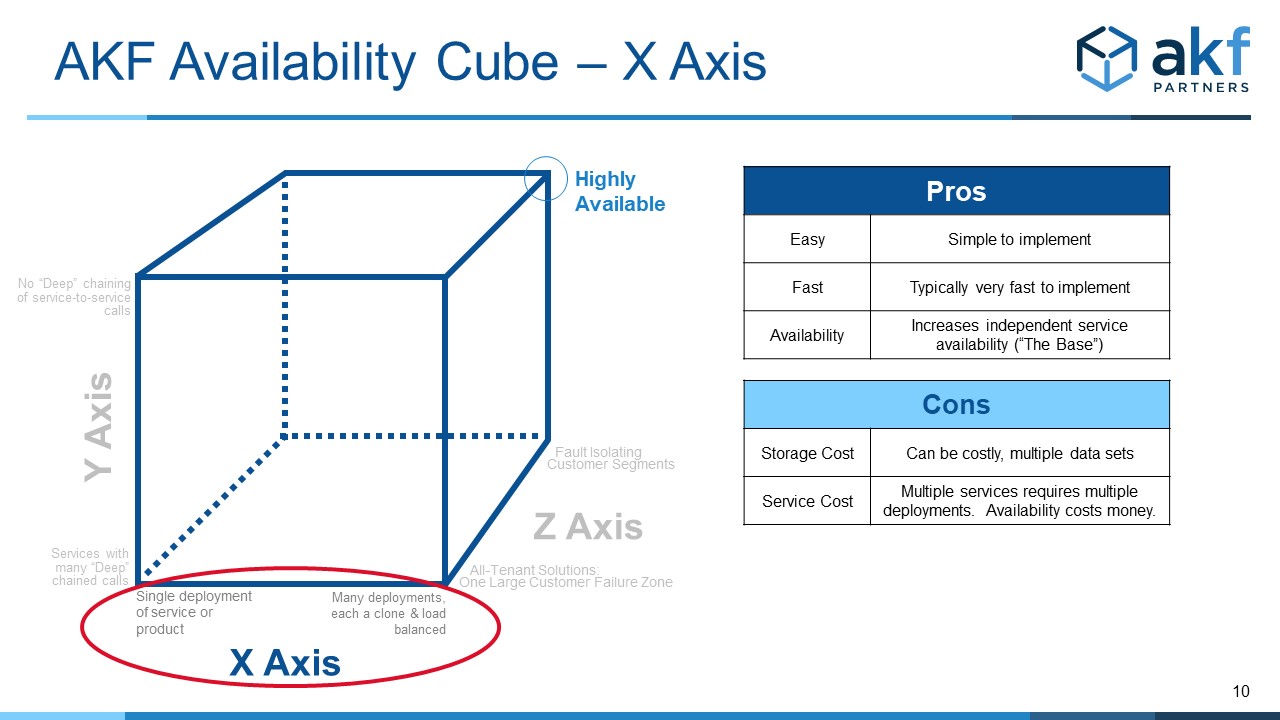 AKF Availability Cube – X Axis
akf
PARTNERS
Highly
Available
No “Deep” chaining
of service-to-service
calls
Y Axis
Services with
many “Deep”
chained calls
Fault Isolating
Customer Segments
Z Axis
All-Tenant Solutions:
One Large Customer Failure Zone
Single deployment
of service or
product
Many deployments,
each a clone & load
balanced
X Axis
Pros
Easy
Simple to implement
Fast
Typically very fast to implement
Availability
Increases independent service
availability (“The Base”)
Cons
Storage Cost
Can be costly, multiple data sets
Service Cost
Multiple services requires multiple
deployments. Availability costs money.
10